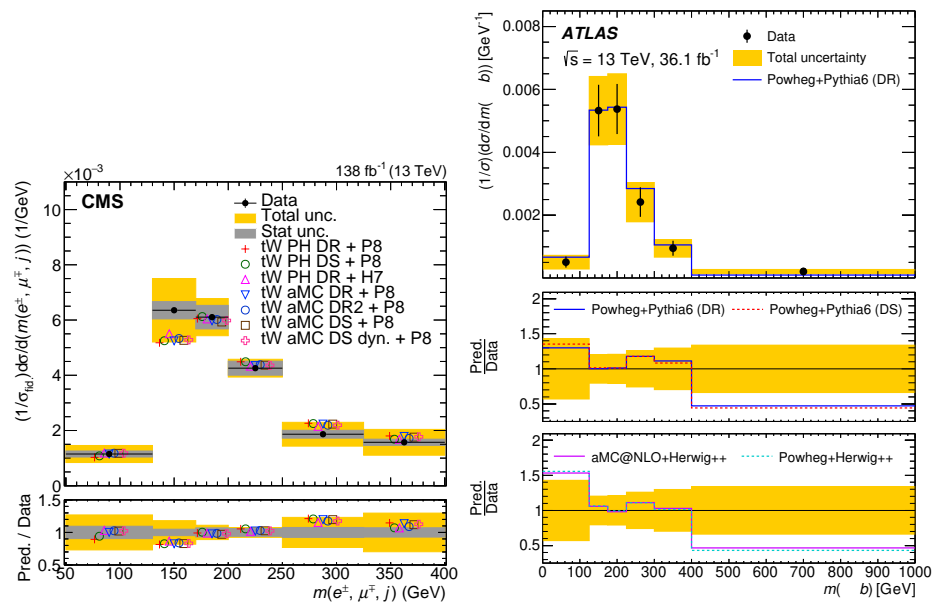 ×10⁻³
138 fb⁻¹ (13 TeV)
CMS
Data
Total unc.
Stat unc.
tW PH DR + P8
tW PH DS + P8
tW PH DR + H7
tW aMC DR + P8
tW aMC DR2 + P8
tW aMC DS + P8
tW aMC DS dyn. + P8
(1/σ_fid.)dσ/d(m(e±, μ∓, j)) (1/GeV)
10
8
6
4
2
0
Pred. / Data
1.5
1.0
0.5
50 100 150 200 250 300 350 400
m(e±, μ∓, j) (GeV)
ATLAS
√s = 13 TeV, 36.1 fb⁻¹
Data
Total uncertainty
Powheg+Pythia6 (DR)
(1/σ)(dσ/dm( b)) [GeV⁻¹]
0.008
0.006
0.004
0.002
Powheg+Pythia6 (DR) Powheg+Pythia6 (DS)
Pred.
Data
2
1.5
1
0.5
aMC@NLO+Herwig++ Powheg+Herwig++
Pred.
Data
2
1.5
1
0.5
0 100 200 300 400 500 600 700 800 900 1000
m( b) [GeV]